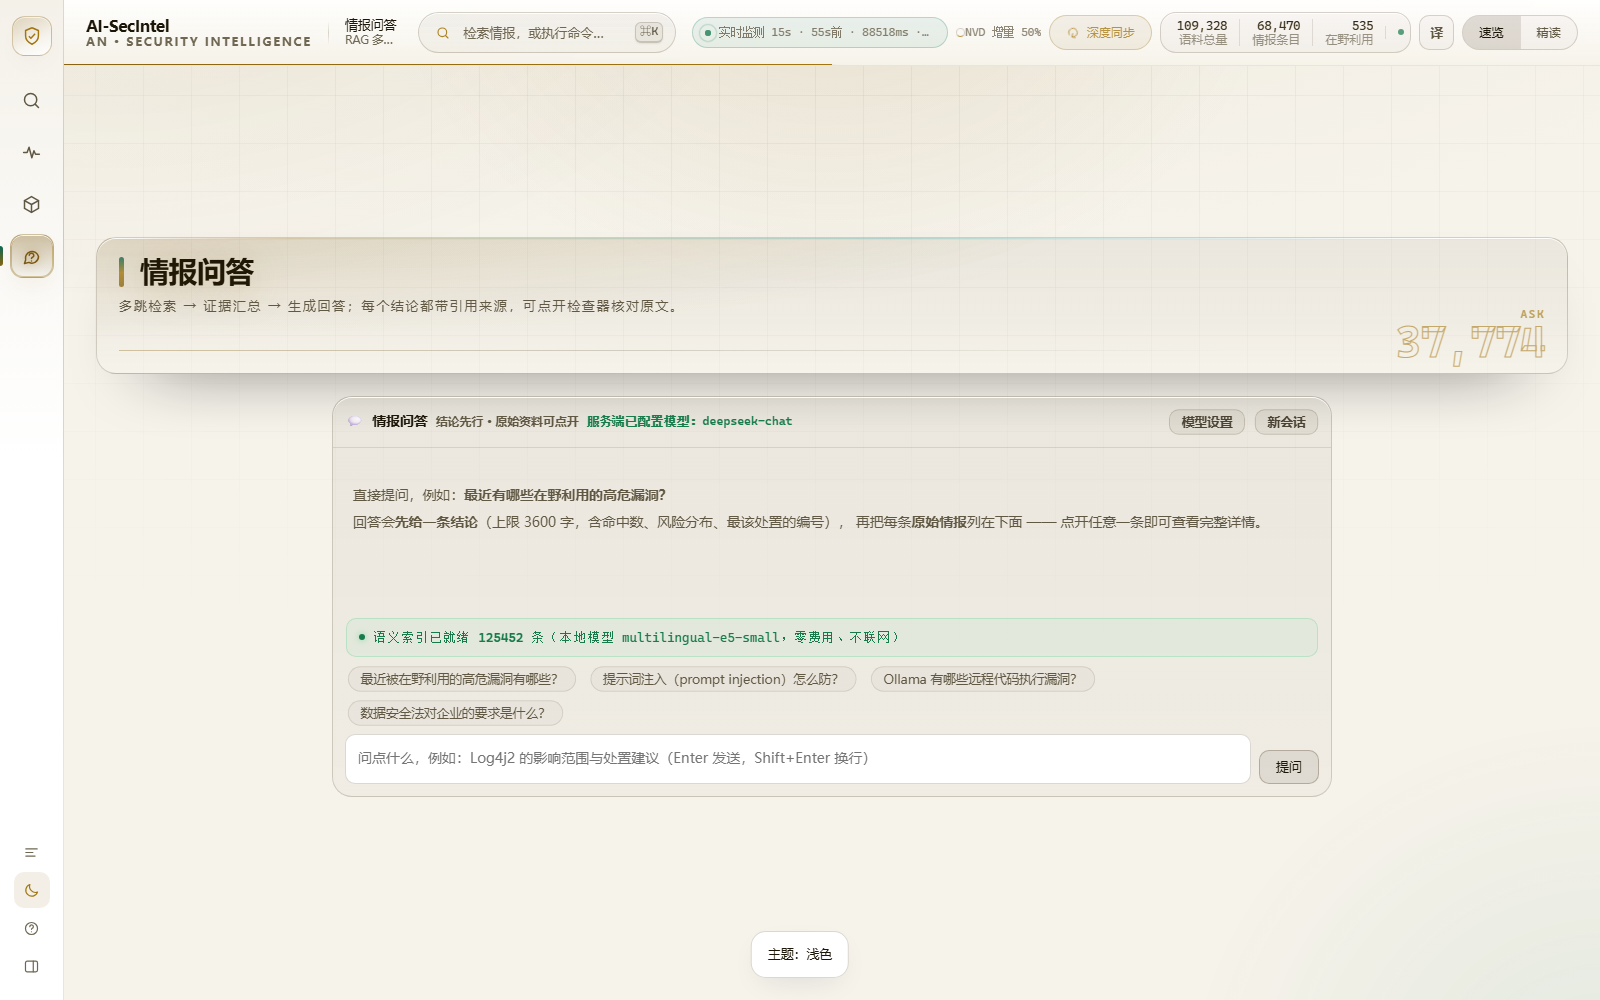 AI-SecIntel
AN • SECURITY INTELLIGENCE
情报问答
RAG 多...
检索情报，或执行命令...
⌘K
实时监测 15s · 55s前 · 88518ms ·…
NVD 增量 50%
深度同步
109,328
语料总量
68,470
情报条目
535
在野利用
译
速览
精读
情报问答
多跳检索 → 证据汇总 → 生成回答；每个结论都带引用来源，可点开检查器核对原文。
ASK
37,774
情报问答 结论先行 • 原始资料可点开 服务端已配置模型：deepseek-chat
模型设置
新会话
直接提问，例如：最近有哪些在野利用的高危漏洞？
回答会先给一条结论（上限 3600 字，含命中数、风险分布、最该处置的编号）， 再把每条原始情报列在下面 —— 点开任意一条即可查看完整详情。
语义索引已就绪 125452 条（本地模型 multilingual-e5-small，零费用、不联网）
最近被在野利用的高危漏洞有哪些？
提示词注入（prompt injection）怎么防？
Ollama 有哪些远程代码执行漏洞？
数据安全法对企业的要求是什么？
问点什么，例如：Log4j2 的影响范围与处置建议（Enter 发送，Shift+Enter 换行）
提问
主题：浅色